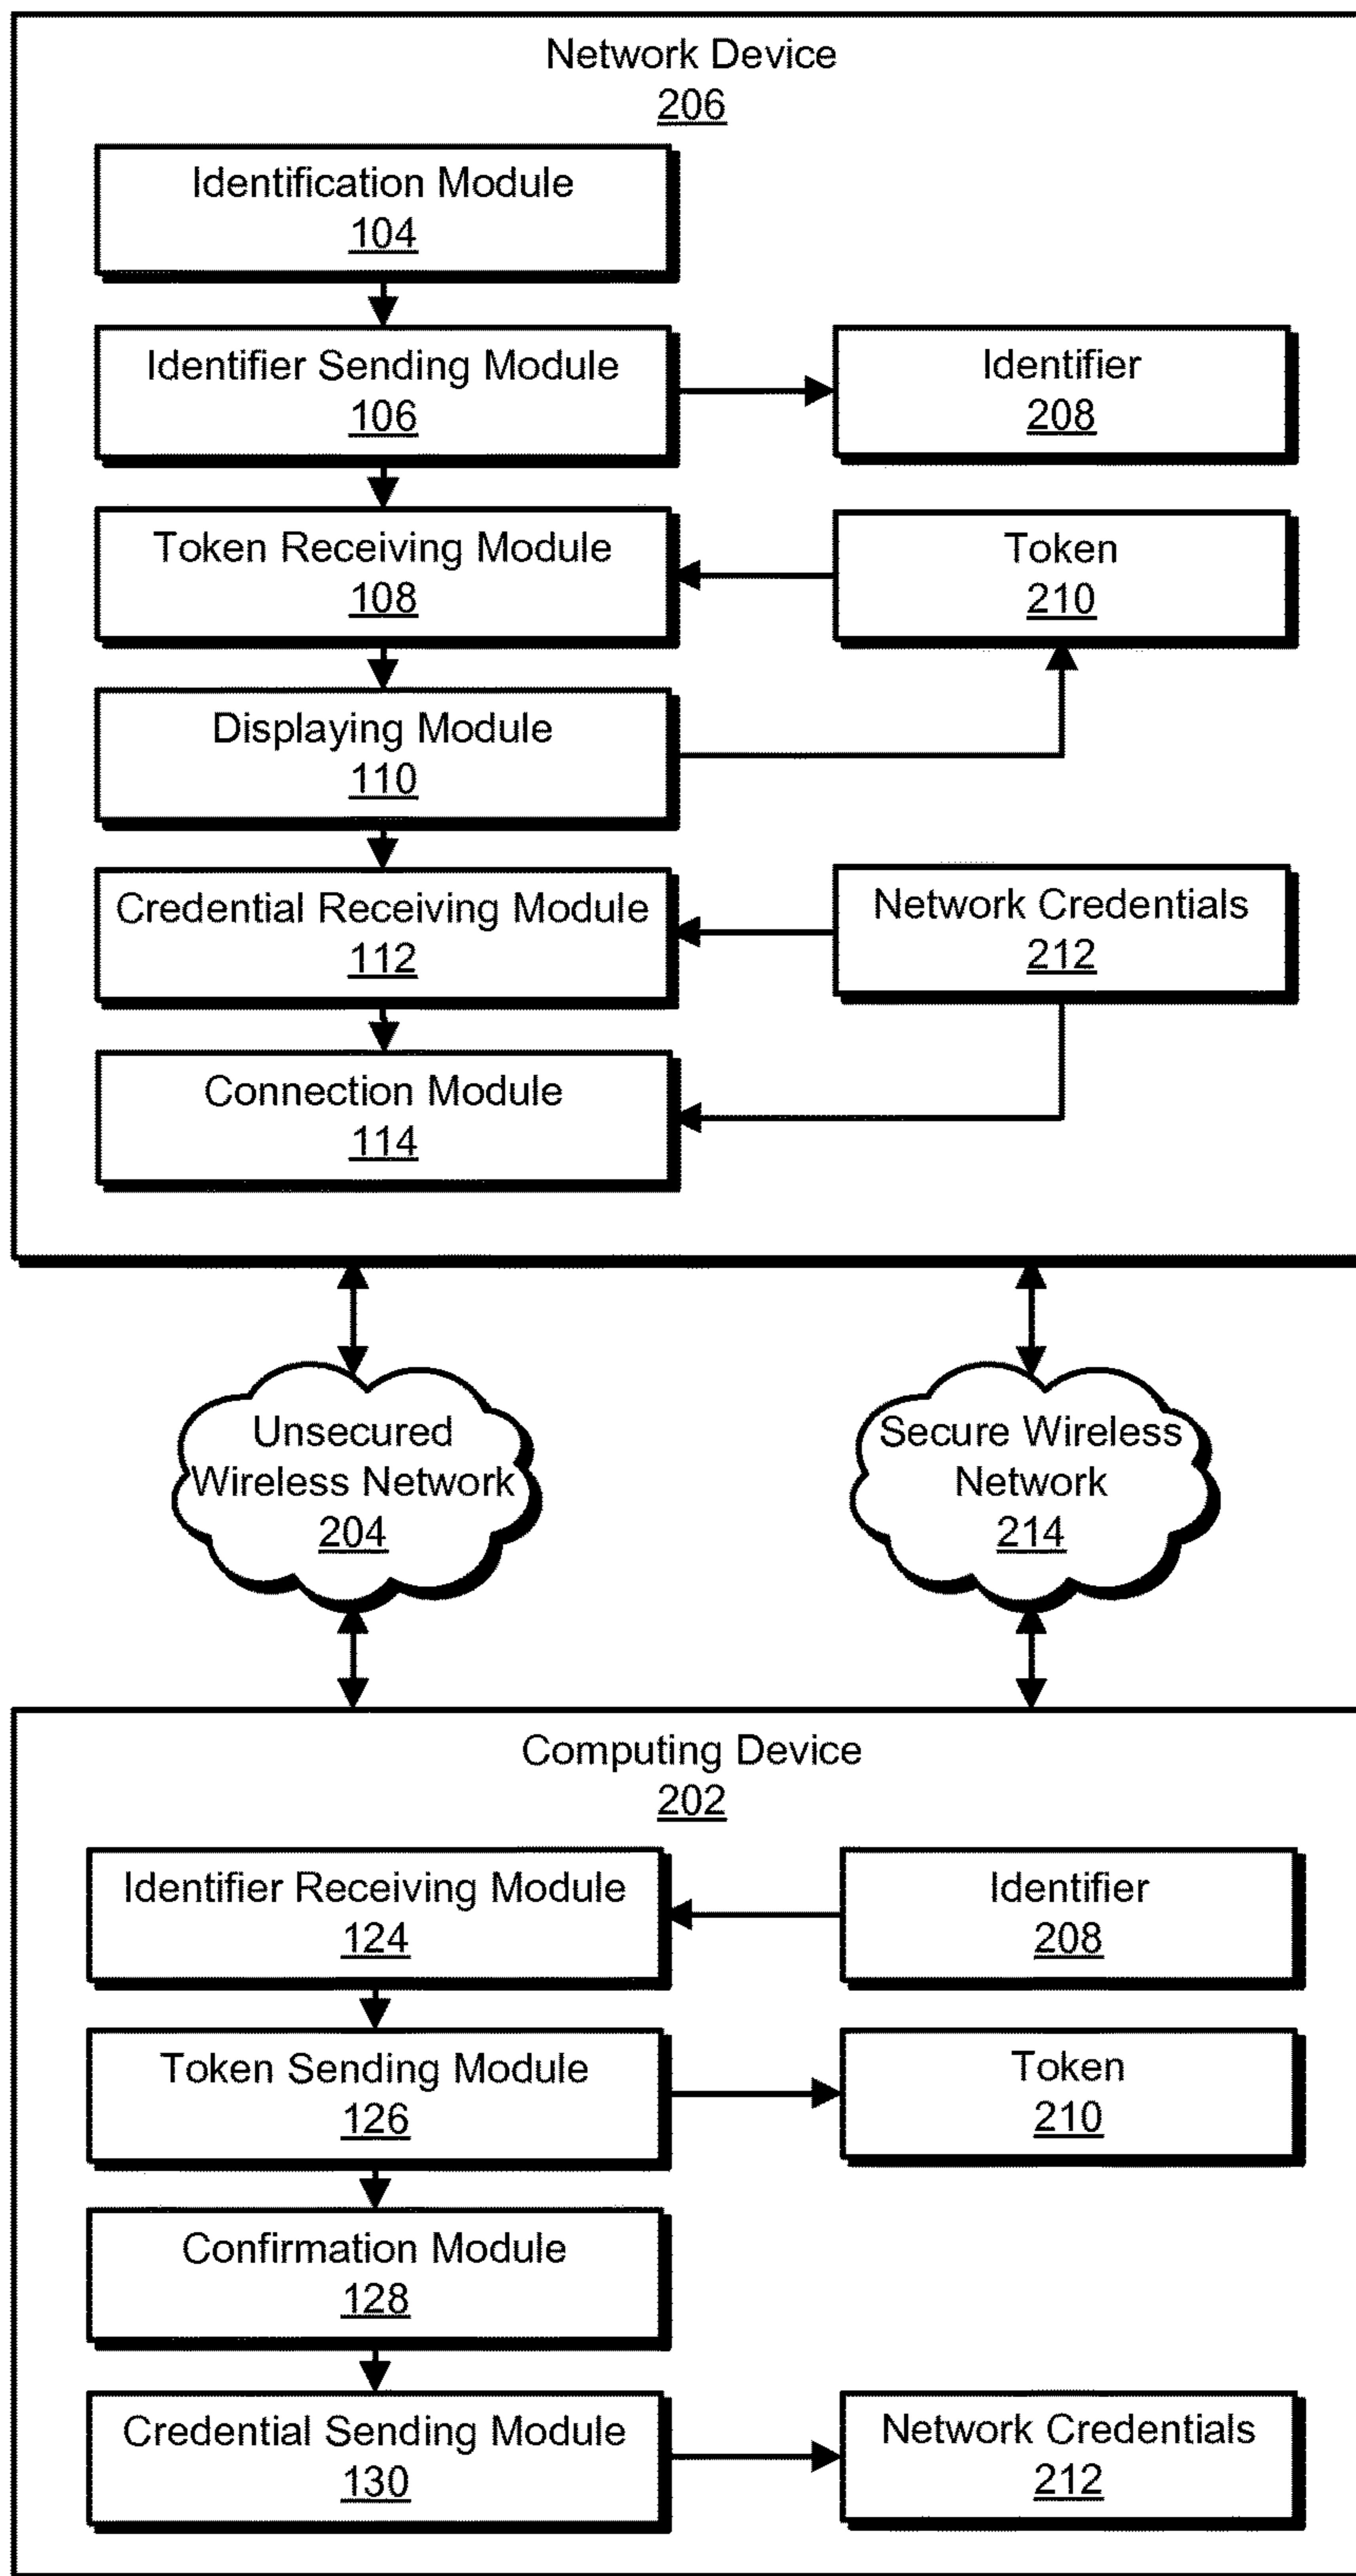 Network Device
206
Identification Module
104
Identifier Sending Module
106
Identifier
208
Token Receiving Module
108
Token
210
Displaying Module
110
Credential Receiving Module
112
Network Credentials
212
Connection Module
114
Unsecured
Wireless Network
204
Secure Wireless
Network
214
Computing Device
202
Identifier Receiving Module
124
Identifier
208
Token Sending Module
126
Token
210
Confirmation Module
128
Credential Sending Module
130
Network Credentials
212